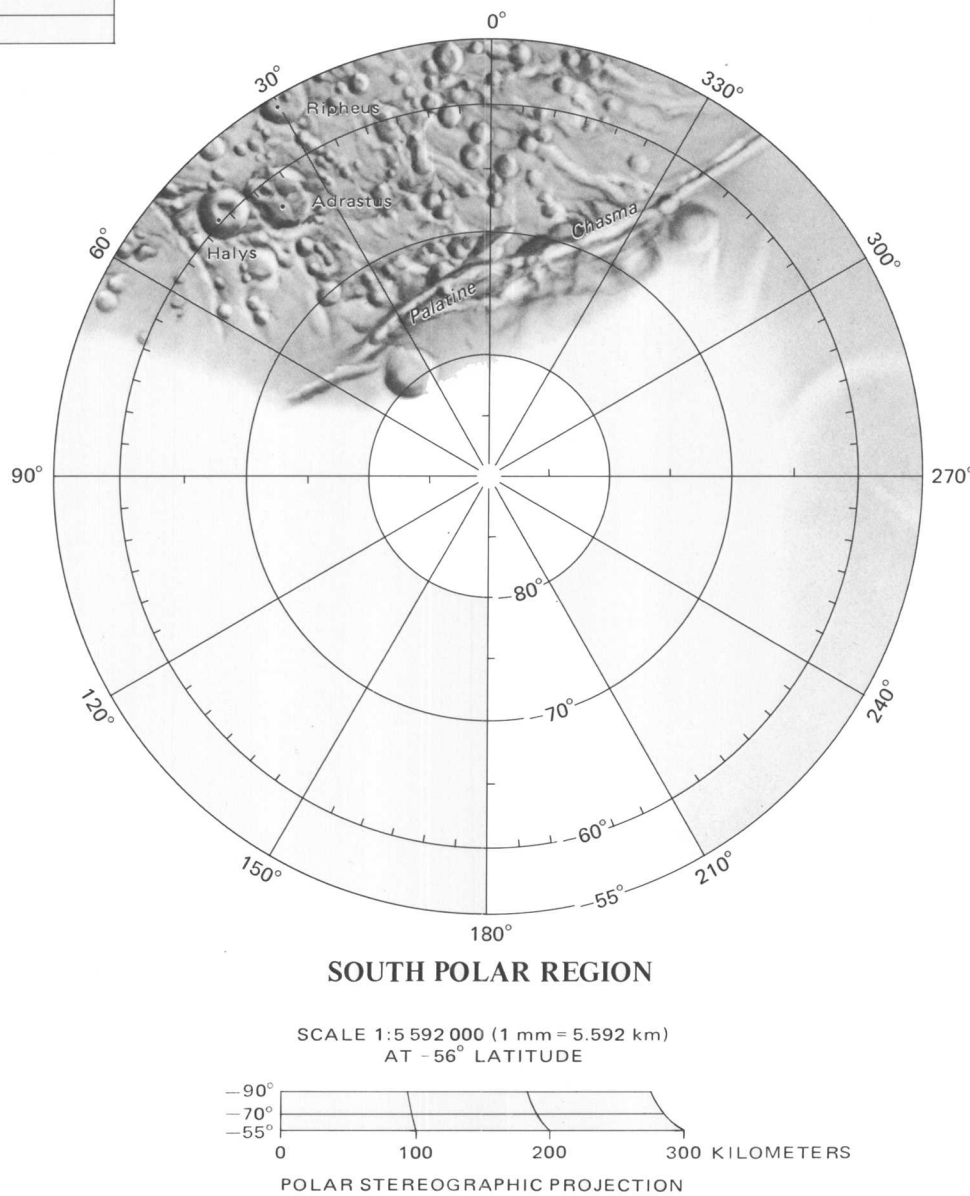 0°
30°
330°
Ripheus
Adrastus
Chasma
60°
Halys
300°
Palatine
90°
270°
—80°
—70°
120°
240°
—60°
150°
—55°
210°
180°
SOUTH POLAR REGION
SCALE 1:5 592 000 (1 mm = 5.592 km)
AT -56° LATITUDE
—90°
—70°
—55°
0 100 200 300 KILOMETERS
POLAR STEREOGRAPHIC PROJECTION